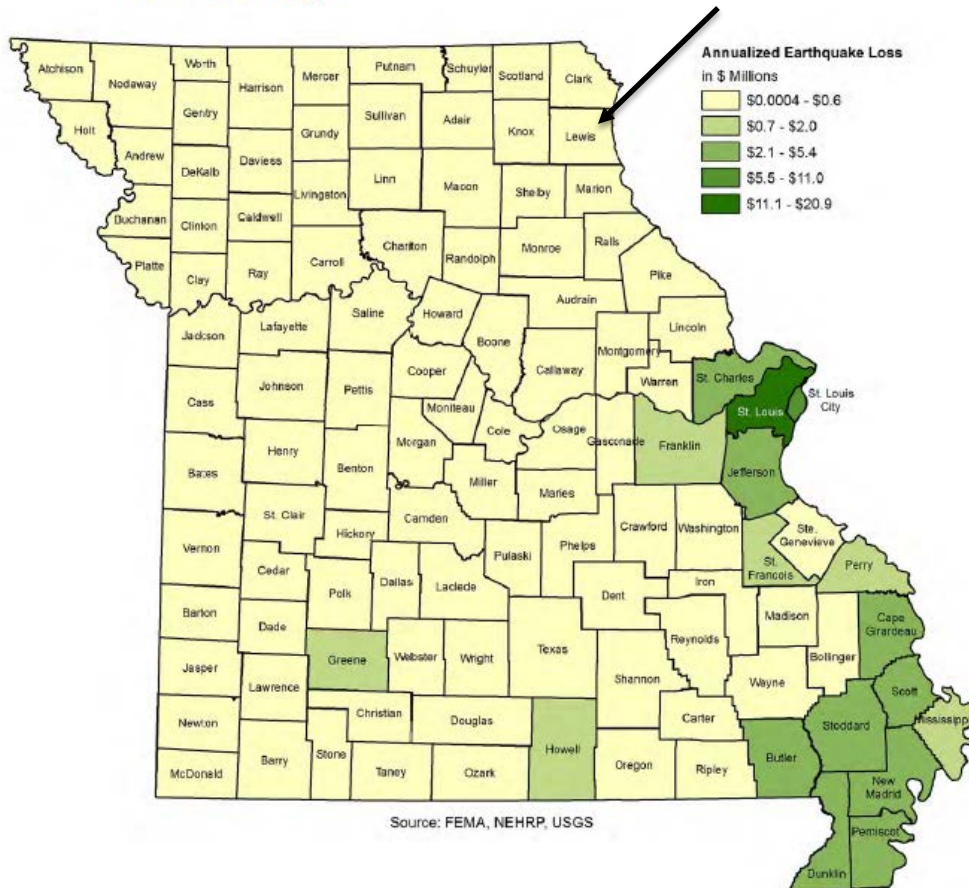 Annualized Earthquake Loss
in $ Millions
$0.0004 - $0.6
$0.7 - $2.0
$2.1 - $5.4
$5.5 - $11.0
$11.1 - $20.9
Atchison
Nodaway
Worth
Gentry
Harrison
Mercer
Putnam
Schuyler
Scotland
Clark
Holt
Andrew
DeKalb
Daviess
Grundy
Sullivan
Adair
Knox
Lewis
Buchanan
Clinton
Caldwell
Livingston
Linn
Macon
Shelby
Marion
Platte
Clay
Ray
Carroll
Chariton
Randolph
Monroe
Ralls
Pike
Jackson
Lafayette
Saline
Howard
Boone
Audrain
Callaway
Montgomery
Lincoln
Warren
St. Charles
St. Louis
St. Louis
City
Cass
Johnson
Pettis
Cooper
Moniteau
Cole
Osage
Gasconade
Franklin
Jefferson
Bates
Henry
Benton
Morgan
Miller
Maries
St. Clair
Hickory
Camden
Pulaski
Phelps
Crawford
Washington
Ste.
Genevieve
St.
Francois
Perry
Vernon
Cedar
Polk
Dallas
Laclede
Dent
Iron
Madison
Cape
Girardeau
Barton
Dade
Greene
Webster
Wright
Texas
Shannon
Reynolds
Wayne
Bollinger
Scott
Mississippi
Jasper
Lawrence
Christian
Douglas
Howell
Carter
Butler
Stoddard
Newton
McDonald
Barry
Stone
Taney
Ozark
Oregon
Ripley
New
Madrid
Pemiscot
Dunklin
Source: FEMA, NEHRP, USGS